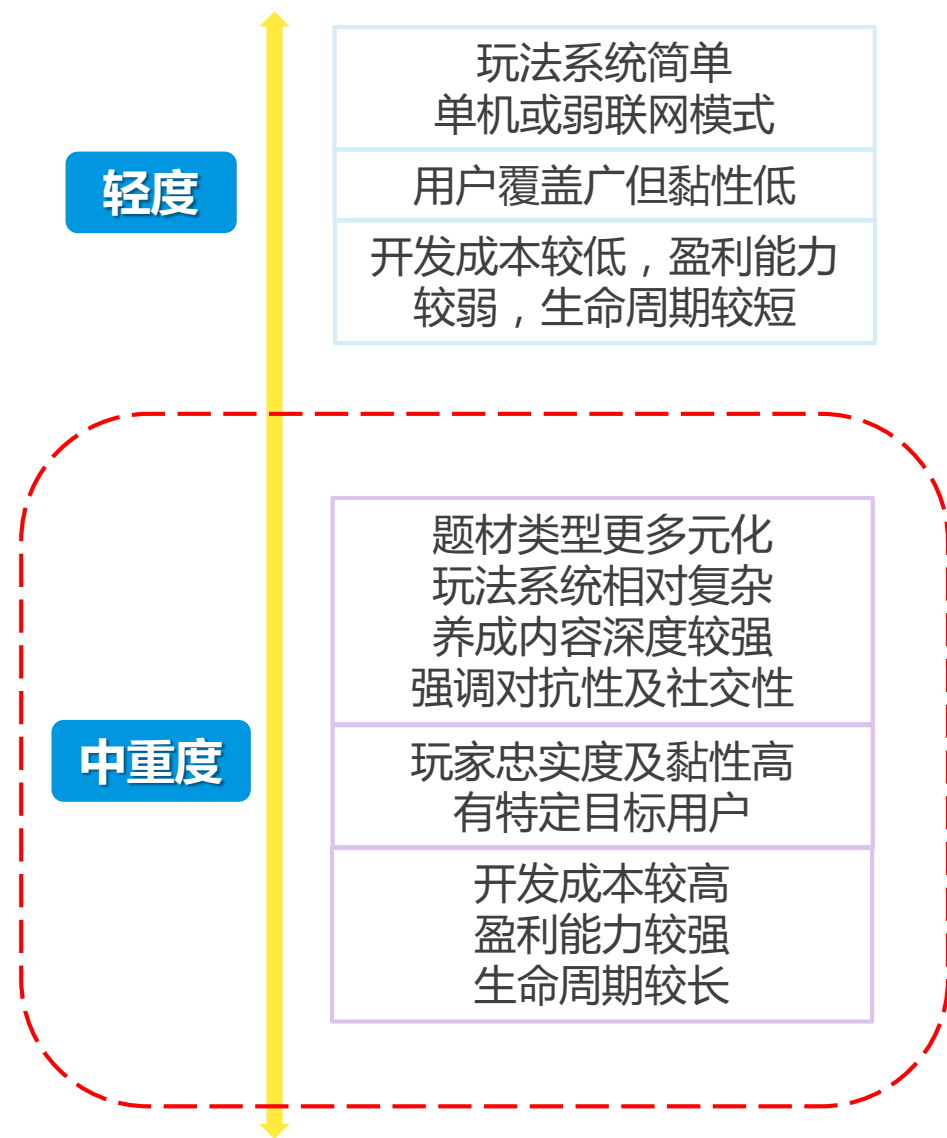 玩法系统简单
单机或弱联网模式
轻度
用户覆盖广但黏性低
开发成本较低，盈利能力
较弱，生命周期较短
题材类型更多元化
玩法系统相对复杂
养成内容深度较强
强调对抗性及社交性
中重度
玩家忠实度及黏性高
有特定目标用户
开发成本较高
盈利能力较强
生命周期较长